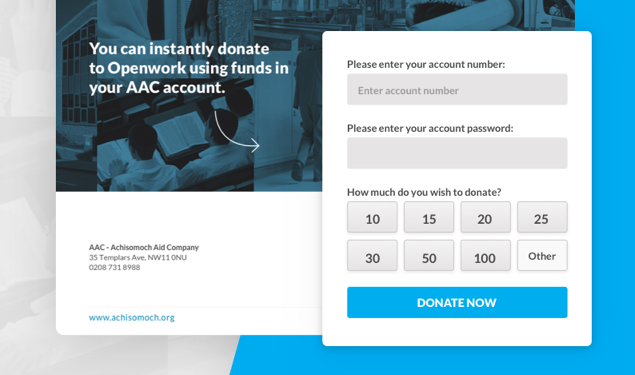 You can instantly donate
to Openwork using funds in
your AAC account.
AAC - Achisomoch Aid Company
35 Templars Ave, NW11 0NU
0208 731 8988
www.achisomoch.org
Please enter your account number:
Enter account number
Please enter your account password:
How much do you wish to donate?
10 15 20 25
30 50 100 Other
DONATE NOW